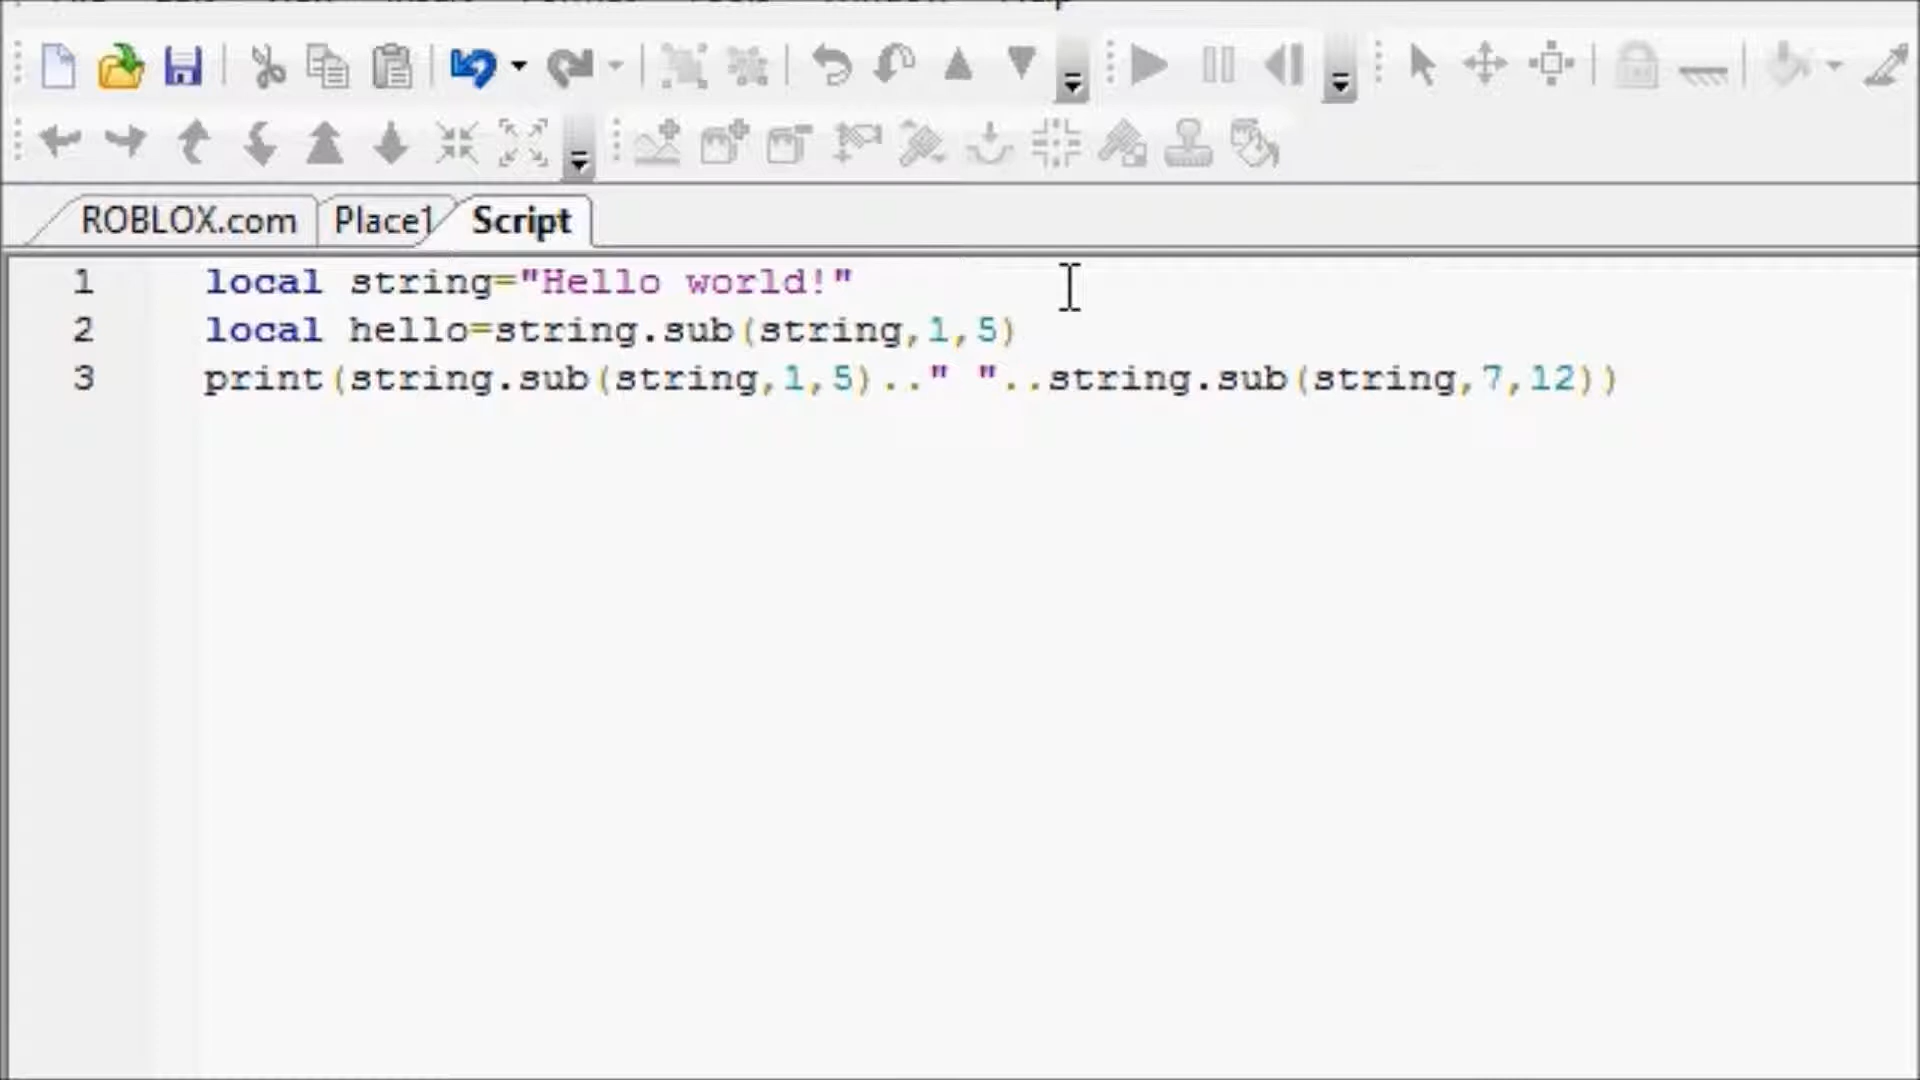 ROBLOX.com Place1 Script
1 local string="Hello world!"
2 local hello=string.sub(string,1,5)
3 print(string.sub(string,1,5).." "..string.sub(string,7,12))